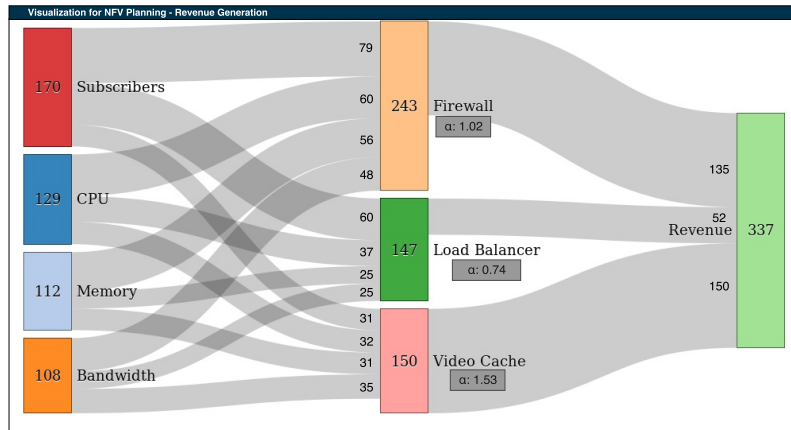 Visualization for NFV Planning - Revenue Generation
170 Subscribers
129 CPU
112 Memory
108 Bandwidth
79
60
56
48
60
37
25
25
31
32
31
35
243 Firewall
α: 1.02
147 Load Balancer
α: 0.74
150 Video Cache
α: 1.53
135
52
150
Revenue 337